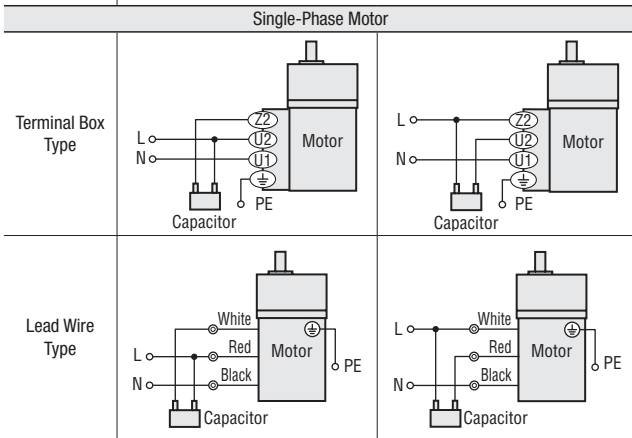 Single-Phase Motor
Terminal Box
Type
Z2
L
U2
Motor
N
U1
PE
Capacitor
L
Z2
U2
Motor
N
U1
PE
Capacitor
Lead Wire
Type
White
L
Red
Motor
PE
N
Black
Capacitor
L
White
Red
Motor
PE
N
Black
Capacitor